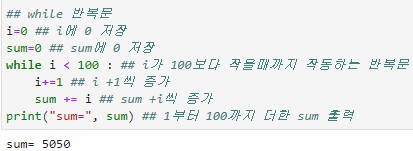 ## while 반복문
i=0 ## i에 0 저장
sum=0 ## sum에 0 저장
while i < 100 : ## i가 100보다 작을때까지 작동하는 반복문
    i+=1 ## i +1씩 증가
    sum += i ## sum +i씩 증가
print("sum=", sum) ## 1부터 100까지 더한 sum 출력
sum= 5050